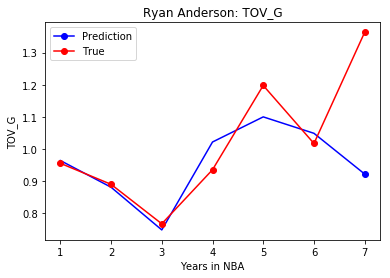 Ryan Anderson: TOV_G
Prediction
True
TOV_G
1.3
1.2
1.1
1.0
0.9
0.8
1 2 3 4 5 6 7
Years in NBA